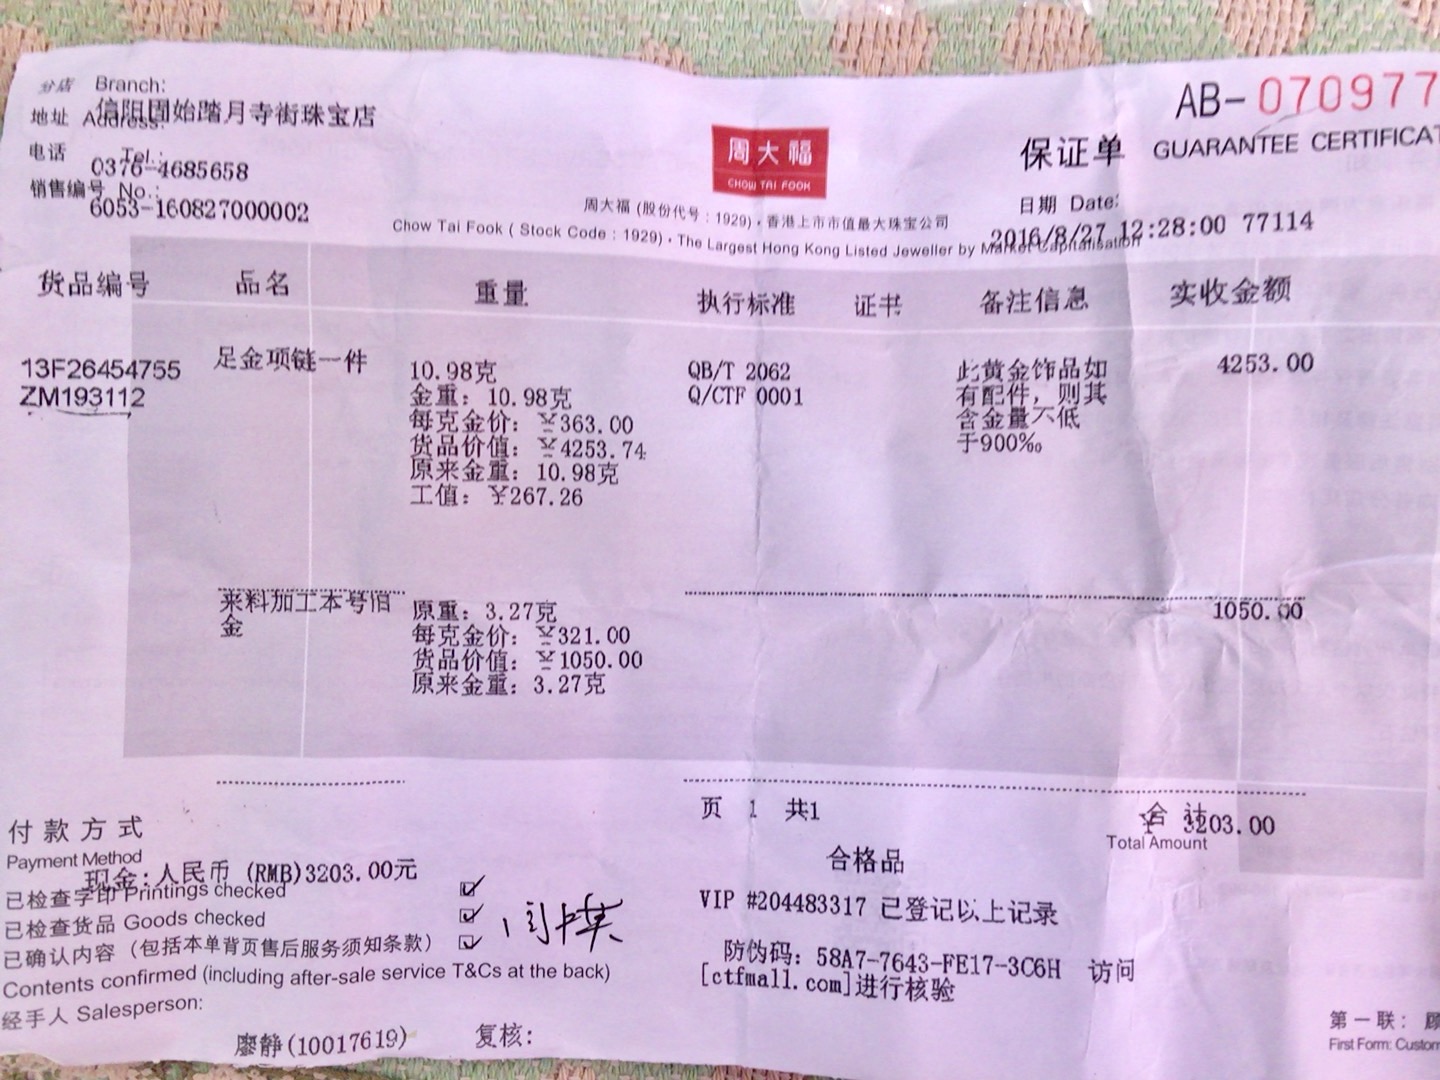 分店 Branch:
信阳固始踏月寺街珠宝店
地址 Address:
电话 Tel.:
0376-4685658
销售编号 No.:
6053-160827000002
周大福
CHOW TAI FOOK
周大福 (股份代号：1929)，香港上市市值最大珠宝公司
Chow Tai Fook ( Stock Code : 1929)，The Largest Hong Kong Listed Jeweller by Market Capitalisation
AB-070977
保证单 GUARANTEE CERTIFICAT
日期 Date:
2016/8/27 12:28:00 77114
货品编号 品名 重量 执行标准 证书 备注信息 实收金额
13F26454755 足金项链一件 10.98克 QB/T 2062 此黄金饰品如 4253.00
ZM193112 金重：10.98克 Q/CTF 0001 有配件，则其
每克金价：￥363.00 含金量不低
货品价值：￥4253.74 于900‰
原来金重：10.98克
工值：￥267.26
来料加工本号旧 原重：3.27克 1050.00
金 每克金价：￥321.00
货品价值：￥1050.00
原来金重：3.27克
页 1 共1
合计 ￥ 3203.00
Total Amount
付款方式
Payment Method
现金:人民币 (RMB)3203.00元
合格品
已检查字印 Printings checked
已检查货品 Goods checked
已确认内容（包括本单背页售后服务须知条款）
Contents confirmed (including after-sale service T&Cs at the back)
VIP #204483317 已登记以上记录
防伪码：58A7-7643-FE17-3C6H 访问
[ctfmall.com]进行核验
经手人 Salesperson:
廖静(10017619) 复核:
第一联：顾
First Form: Custom